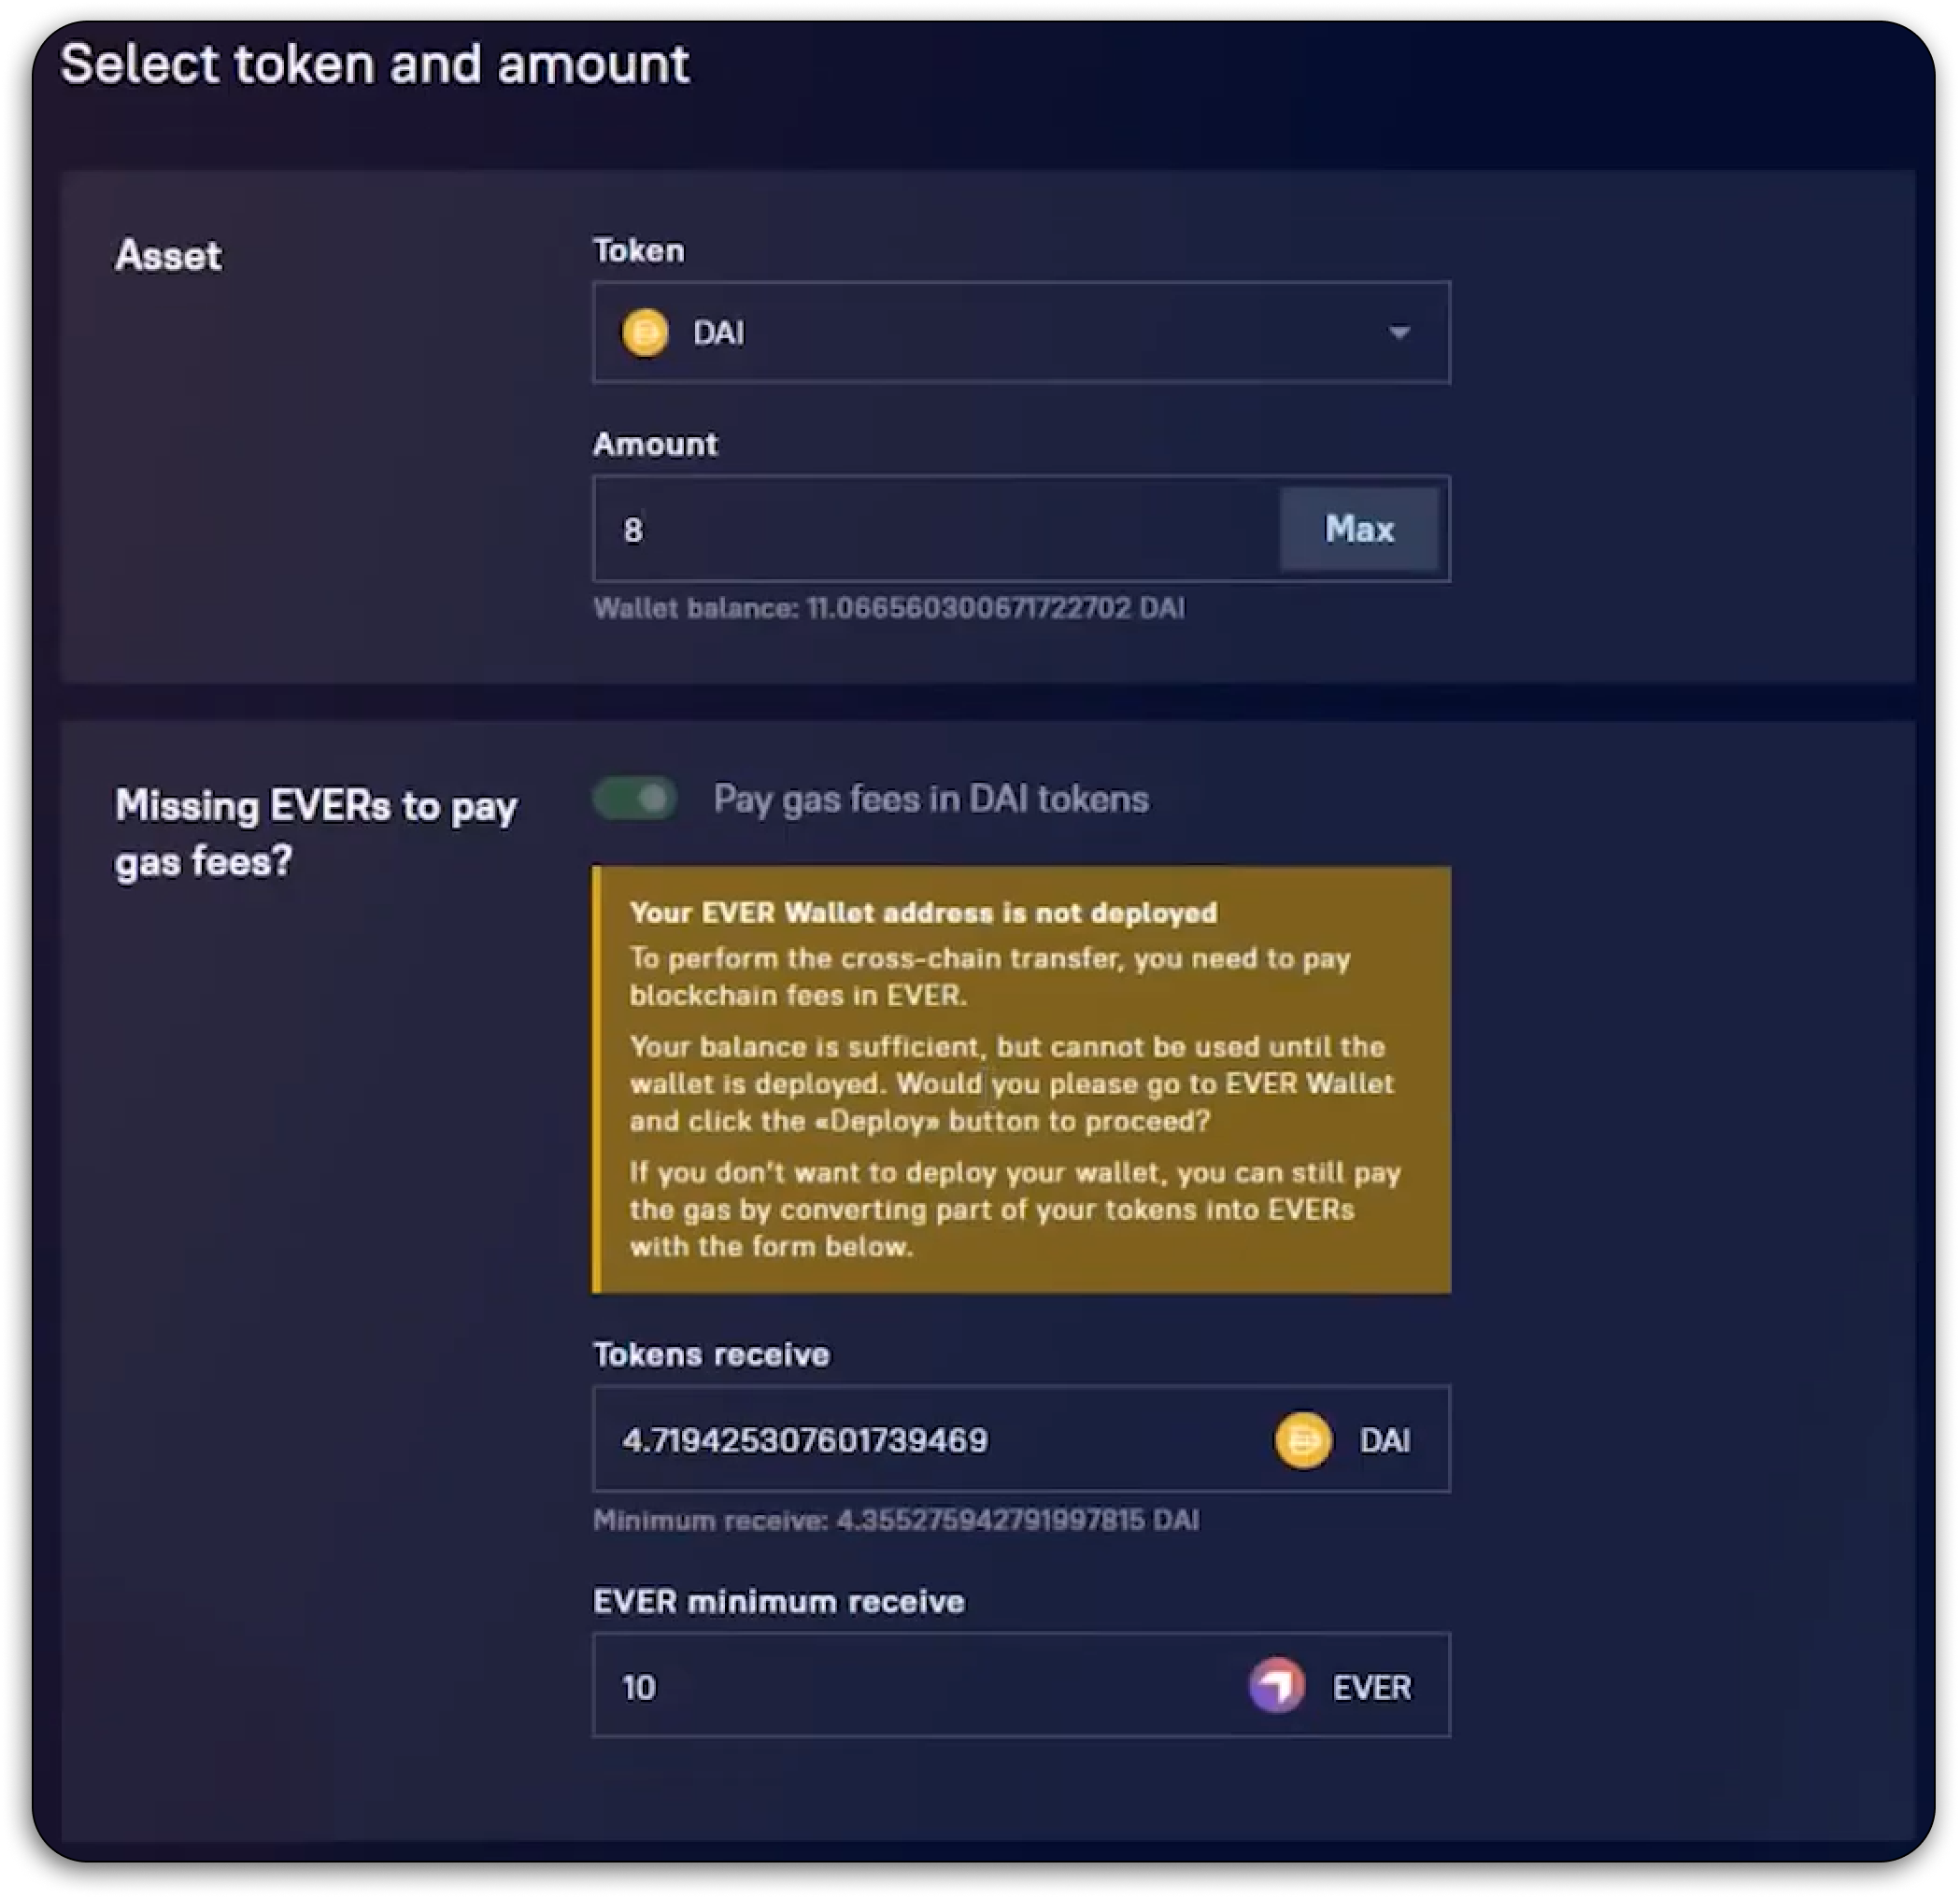 Select token and amount
Asset
Token
DAI
Amount
8
Max
Wallet balance: 11.066560300671722702 DAI
Missing EVERs to pay
gas fees?
Pay gas fees in DAI tokens
Your EVER Wallet address is not deployed
To perform the cross-chain transfer, you need to pay
blockchain fees in EVER.
Your balance is sufficient, but cannot be used until the
wallet is deployed. Would you please go to EVER Wallet
and click the «Deploy» button to proceed?
If you don't want to deploy your wallet, you can still pay
the gas by converting part of your tokens into EVERs
with the form below.
Tokens receive
4.719425307601739469
DAI
Minimum receive: 4.355275942791997815 DAI
EVER minimum receive
10
EVER